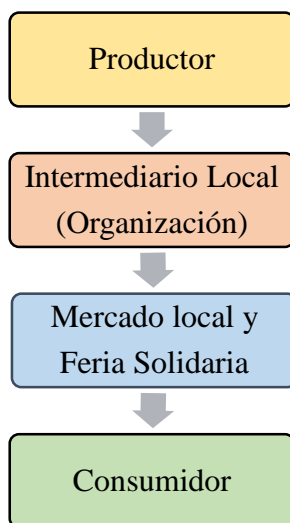 Productor
Intermediario Local
(Organización)
Mercado local y
Feria Solidaria
Consumidor